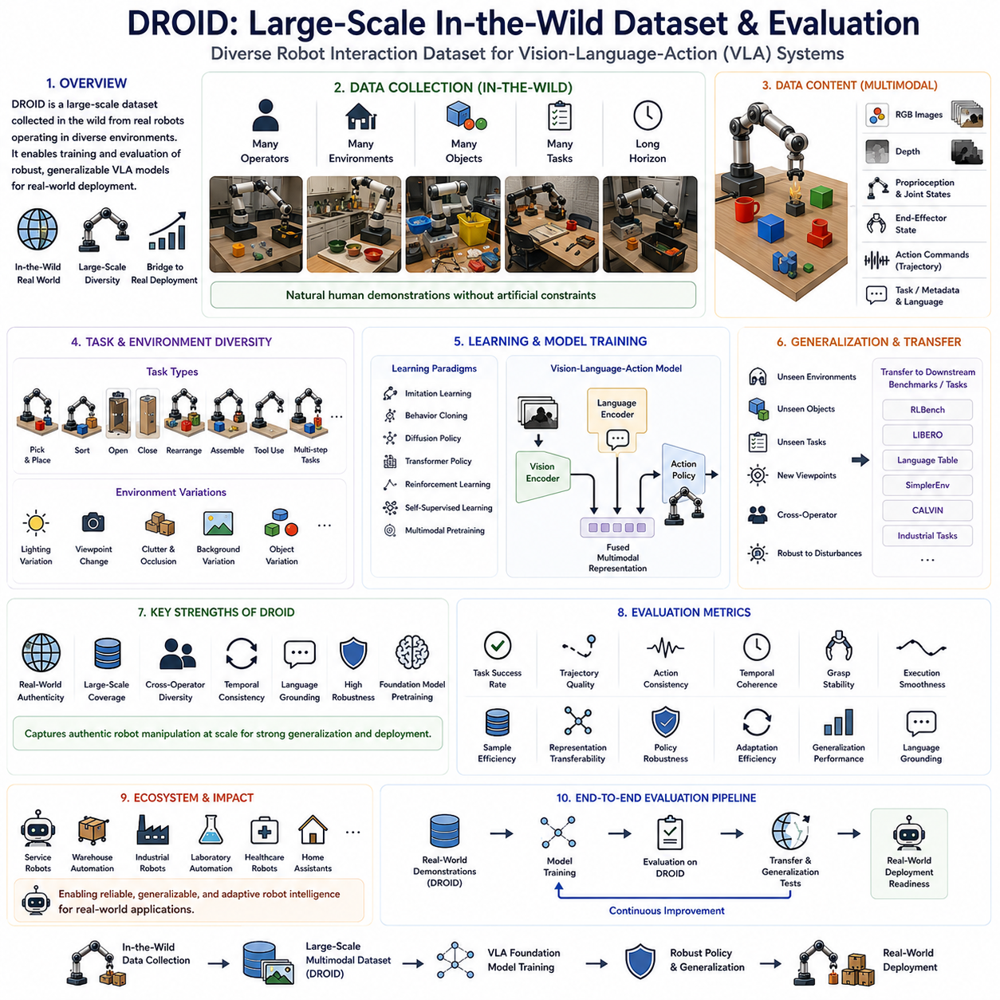 DROID: Large-Scale In-the-Wild Dataset & Evaluation
Diverse Robot Interaction Dataset for Vision-Language-Action (VLA) Systems
1. OVERVIEW
DROID is a large-scale dataset
collected in the wild from real robots
operating in diverse environments.
It enables training and evaluation of
robust, generalizable VLA models
for real-world deployment.
In-the-Wild
Real World
Large-Scale
Diversity
Bridge to
Real Deployment
2. DATA COLLECTION (IN-THE-WILD)
Many
Operators
Many
Environments
Many
Objects
Many
Tasks
Long
Horizon
Natural human demonstrations without artificial constraints
3. DATA CONTENT (MULTIMODAL)
RGB Images
Depth
Proprioception
& Joint States
End-Effector
State
Action Commands
(Trajectory)
Task / Metadata
& Language
4. TASK & ENVIRONMENT DIVERSITY
Task Types
Pick
& Place
Sort
Open
Close
Rearrange
Assemble
Tool Use
Multi-step
Tasks
...
Environment Variations
Lighting
Variation
Viewpoint
Change
Clutter &
Occlusion
Background
Variation
Object
Variation
...
5. LEARNING & MODEL TRAINING
Learning Paradigms
Imitation Learning
Behavior Cloning
Diffusion Policy
Transformer Policy
Reinforcement Learning
Self-Supervised Learning
Multimodal Pretraining
Vision-Language-Action Model
Language
Encoder
Vision
Encoder
Action
Policy
Fused
Multimodal
Representation
6. GENERALIZATION & TRANSFER
Unseen Environments
Unseen Objects
Unseen Tasks
New Viewpoints
Cross-Operator
Robust to Disturbances
Transfer to Downstream
Benchmarks / Tasks
RLBench
LIBERO
Language Table
SimplerEnv
CALVIN
Industrial Tasks
...
7. KEY STRENGTHS OF DROID
Real-World
Authenticity
Large-Scale
Coverage
Cross-Operator
Diversity
Temporal
Consistency
Language
Grounding
High
Robustness
Foundation Model
Pretraining
Captures authentic robot manipulation at scale for strong generalization and deployment.
8. EVALUATION METRICS
Task Success
Rate
Trajectory
Quality
Action
Consistency
Temporal
Coherence
Grasp
Stability
Execution
Smoothness
Sample
Efficiency
Representation
Transferability
Policy
Robustness
Adaptation
Efficiency
Generalization
Performance
Language
Grounding
9. ECOSYSTEM & IMPACT
Service
Robots
Warehouse
Automation
Industrial
Robots
Laboratory
Automation
Healthcare
Robots
Home
Assistants
...
Enabling reliable, generalizable, and adaptive robot intelligence
for real-world applications.
10. END-TO-END EVALUATION PIPELINE
Real-World
Demonstrations
(DROID)
Model
Training
Evaluation on
DROID
Transfer &
Generalization
Tests
Real-World
Deployment
Readiness
Continuous Improvement
In-the-Wild
Data Collection
Large-Scale
Multimodal Dataset
(DROID)
VLA Foundation
Model Training
Robust Policy
& Generalization
Real-World
Deployment